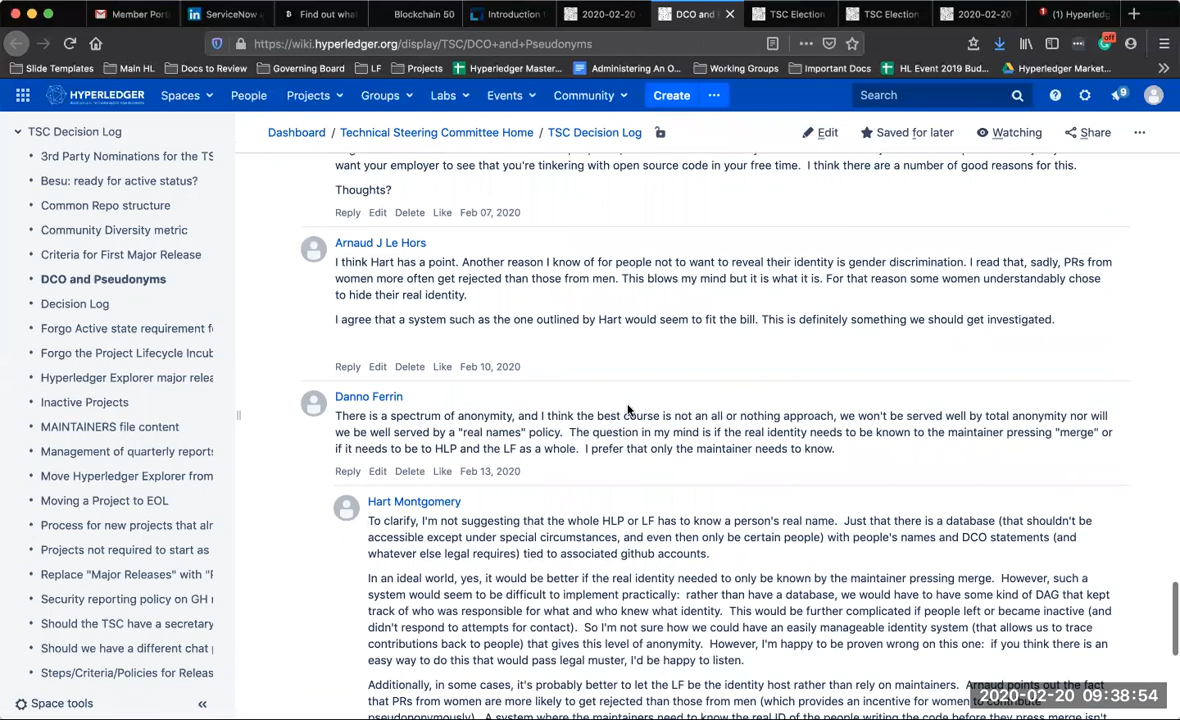 Member Port
ServiceNow
Find out wha
Blockchain 50
Introduction
2020-02-20
DCO and
TSC Election
TSC Election
2020-02-20
(1) Hyperledg
https://wiki.hyperledger.org/display/TSC/DCO+and+Pseudonyms
off
Slide Templates
Main HL
Docs to Review
Governing Board
LF
Projects
Hyperledger Master...
Administering An O...
Working Groups
Important Docs
HL Event 2019 Bud...
Hyperledger Market...
HYPERLEDGER
Spaces
People
Projects
Groups
Labs
Events
Community
Create
Search
9
TSC Decision Log
3rd Party Nominations for the TS
Besu: ready for active status?
Common Repo structure
Community Diversity metric
Criteria for First Major Release
DCO and Pseudonyms
Decision Log
Forgo Active state requirement f
Forgo the Project Lifecycle Incub
Hyperledger Explorer major relea
Inactive Projects
MAINTAINERS file content
Management of quarterly reports
Move Hyperledger Explorer from
Moving a Project to EOL
Process for new projects that alr
Projects not required to start as
Replace "Major Releases" with "F
Security reporting policy on GH r
Should the TSC have a secretary
Should we have a different chat p
Steps/Criteria/Policies for Releas
Space tools
Dashboard / Technical Steering Committee Home / TSC Decision Log
Edit
Saved for later
Watching
Share
want your employer to see that you're tinkering with open source code in your free time. I think there are a number of good reasons for this.
Thoughts?
Reply Edit Delete Like Feb 07, 2020
Arnaud J Le Hors
I think Hart has a point. Another reason I know of for people not to want to reveal their identity is gender discrimination. I read that, sadly, PRs from
women more often get rejected than those from men. This blows my mind but it is what it is. For that reason some women understandably chose
to hide their real identity.
I agree that a system such as the one outlined by Hart would seem to fit the bill. This is definitely something we should get investigated.
Reply Edit Delete Like Feb 10, 2020
Danno Ferrin
There is a spectrum of anonymity, and I think the best course is not an all or nothing approach, we won't be served well by total anonymity nor will
we be well served by a "real names" policy. The question in my mind is if the real identity needs to be known to the maintainer pressing "merge" or
if it needs to be to HLP and the LF as a whole. I prefer that only the maintainer needs to know.
Reply Edit Delete Like Feb 13, 2020
Hart Montgomery
To clarify, I'm not suggesting that the whole HLP or LF has to know a person's real name. Just that there is a database (that shouldn't be
accessible except under special circumstances, and even then only be certain people) with people's names and DCO statements (and
whatever else legal requires) tied to associated github accounts.
In an ideal world, yes, it would be better if the real identity needed to only be known by the maintainer pressing merge. However, such a
system would seem to be difficult to implement practically: rather than have a database, we would have to have some kind of DAG that kept
track of who was responsible for what and who knew what identity. This would be further complicated if people left or became inactive (and
didn't respond to attempts for contact). So I'm not sure how we could have an easily manageable identity system (that allows us to trace
contributions back to people) that gives this level of anonymity. However, I'm happy to be proven wrong on this one: if you think there is an
easy way to do this that would pass legal muster, I'd be happy to listen.
Additionally, in some cases, it's probably better to let the LF be the identity host rather than rely on maintainers. Arnaud points out the fact
that PRs from women are more likely to get rejected than those from men (which provides an incentive for women to contribute
pseudononymously). A system where the maintainers need to know the real ID of the people writing the code before they press merge isn't
2020-02-20 09:38:54